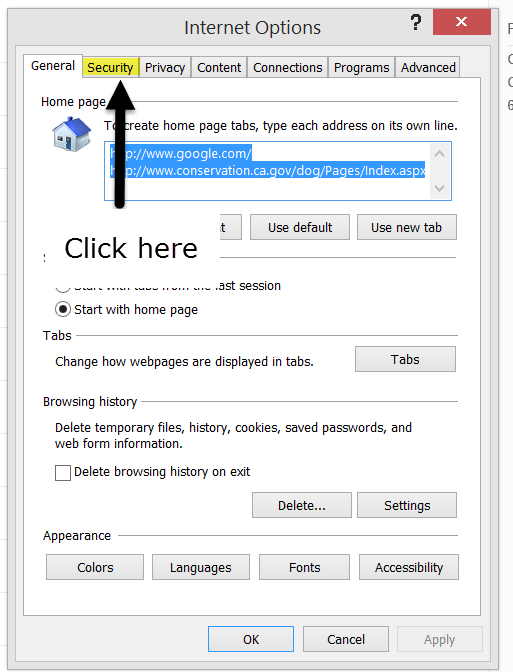 Internet Options
?
x
General Security Privacy Content Connections Programs Advanced
Home page
To create home page tabs, type each address on its own line.
http://www.google.com/
http://www.conservation.ca.gov/dog/Pages/Index.aspx
Use default Use new tab
Click here
Start with tabs from the last session
Start with home page
Tabs
Change how webpages are displayed in tabs.
Tabs
Browsing history
Delete temporary files, history, cookies, saved passwords, and
web form information.
Delete browsing history on exit
Delete... Settings
Appearance
Colors Languages Fonts Accessibility
OK Cancel Apply